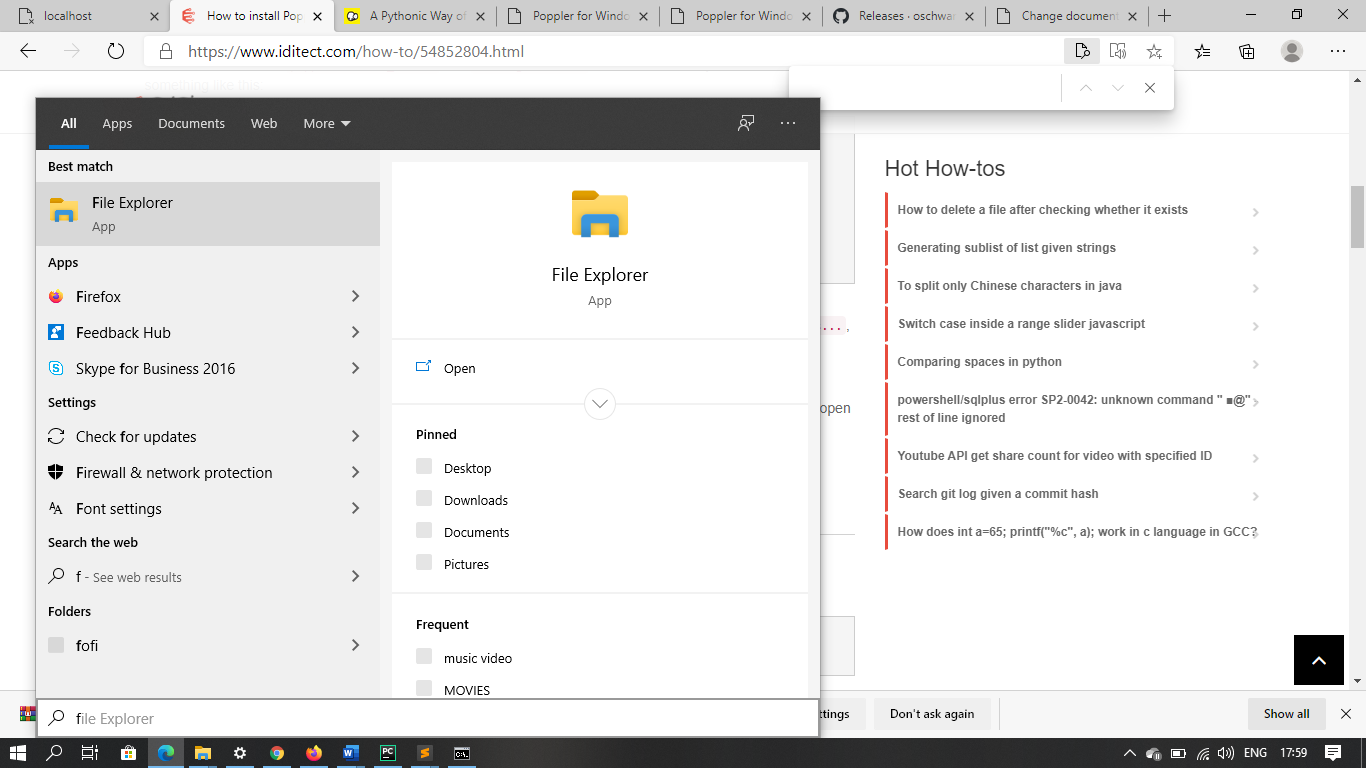 localhost
How to install Pop
A Pythonic Way of
Poppler for Windo
Poppler for Windo
Releases · oschwar
Change document
https://www.iditect.com/how-to/54852804.html
something like this
All
Apps
Documents
Web
More
Best match
File Explorer
App
Apps
Firefox
Feedback Hub
Skype for Business 2016
Settings
Check for updates
Firewall & network protection
Font settings
Search the web
f - See web results
Folders
fofi
file Explorer
File Explorer
App
Open
Pinned
Desktop
Downloads
Documents
Pictures
Frequent
music video
MOVIES
...,
open
Hot How-tos
How to delete a file after checking whether it exists
Generating sublist of list given strings
To split only Chinese characters in java
Switch case inside a range slider javascript
Comparing spaces in python
powershell/sqlplus error SP2-0042: unknown command " ■@"
rest of line ignored
Youtube API get share count for video with specified ID
Search git log given a commit hash
How does int a=65; printf("%c", a); work in c language in GCC?
ttings
Don't ask again
Show all
ENG
17:59